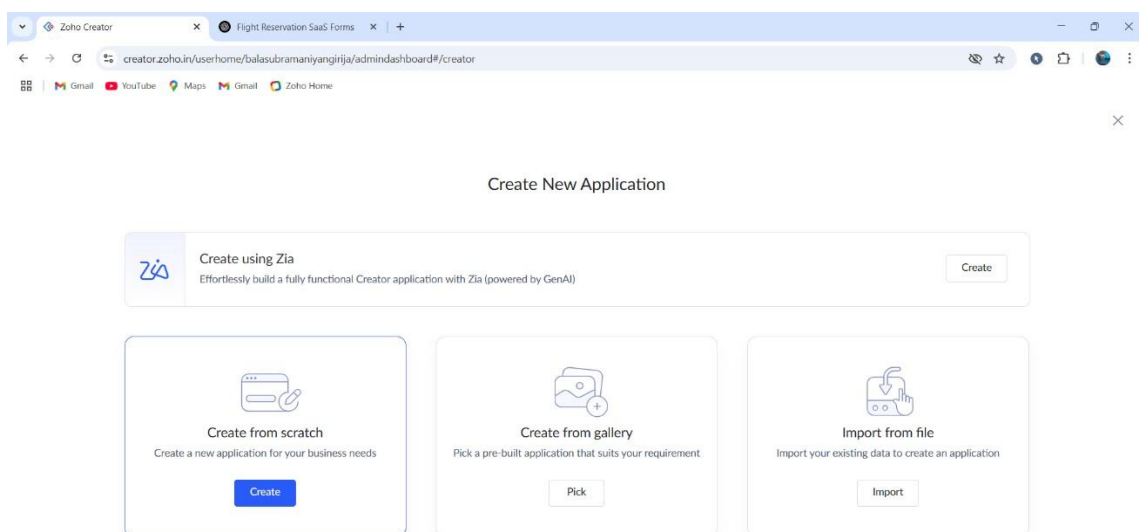 Zoho Creator
Flight Reservation SaaS Forms
creator.zoho.in/userhome/balasubramaniyangirija/admindashboard#/creator
Gmail YouTube Maps Gmail Zoho Home
Create New Application
Zia
Create using Zia
Effortlessly build a fully functional Creator application with Zia (powered by GenAI)
Create
Create from scratch
Create a new application for your business needs
Create
Create from gallery
Pick a pre-built application that suits your requirement
Pick
Import from file
Import your existing data to create an application
Import